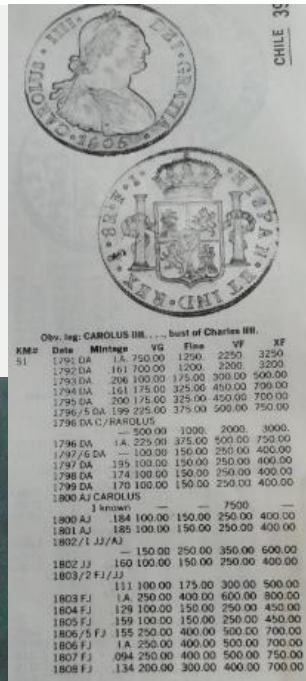 CHILE 39
CAROLUS · IIII · DEI · GRATIA
· 1806 ·
· HISPAN · ET IND · REX ·
Obv. leg: CAROLUS IIII. . . ., bust of Charles IIII.
KM# Date Mintage VG Fine VF XF
51 1791 DA I.A. 750.00 1250. 2250. 3250
1792 DA .161 700.00 1200. 2200. 3200
1793 DA .206 100.00 175.00 300.00 500.00
1794 DA .161 175.00 325.00 450.00 700.00
1795 DA .200 175.00 325.00 450.00 700.00
1796/5 DA .199 225.00 375.00 500.00 750.00
1796 DA C/RAROLUS
— 500.00 1000. 2000. 3000.
1796 DA I.A. 225.00 375.00 500.00 750.00
1797/6 DA — 100.00 150.00 250.00 400.00
1797 DA .195 100.00 150.00 250.00 400.00
1798 DA .174 100.00 150.00 250.00 400.00
1799 DA .170 100.00 150.00 250.00 400.00
1800 AJ CAROLUS
1 known — — 7500 —
1800 AJ .184 100.00 150.00 250.00 400.00
1801 AJ .185 100.00 150.00 250.00 400.00
1802/1 JJ/AJ
— 150.00 250.00 350.00 600.00
1802 JJ .160 100.00 150.00 250.00 400.00
1803/2 FJ/JJ
.111 100.00 175.00 300.00 500.00
1803 FJ I.A. 250.00 400.00 600.00 800.00
1804 FJ .129 100.00 150.00 250.00 450.00
1805 FJ .159 100.00 150.00 250.00 450.00
1806/5 FJ .155 250.00 400.00 500.00 700.00
1806 FJ I.A. 250.00 400.00 500.00 700.00
1807 FJ .094 250.00 400.00 500.00 750.00
1808 FJ .134 200.00 300.00 400.00 700.00